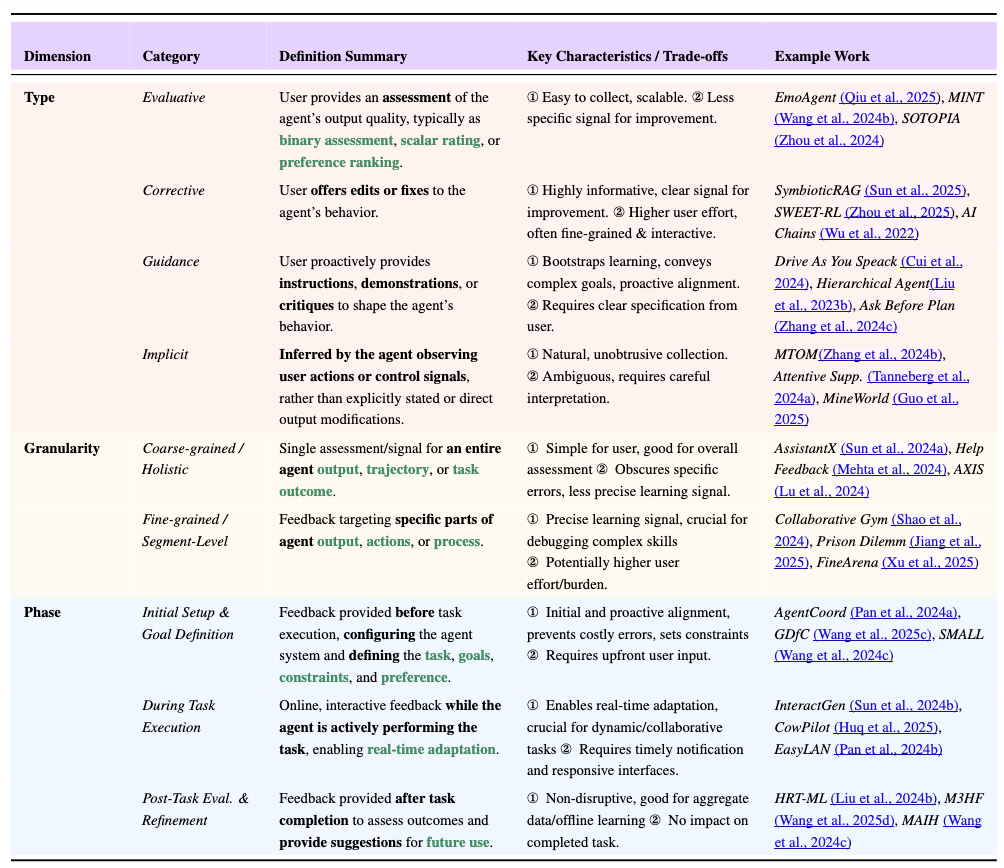 Dimension Category Definition Summary Key Characteristics / Trade-offs Example Work
Type
Evaluative
User provides an assessment of the
agent's output quality, typically as
binary assessment, scalar rating, or
preference ranking.
① Easy to collect, scalable. ② Less
specific signal for improvement.
EmoAgent (Qiu et al., 2025), MINT
(Wang et al., 2024b), SOTOPIA
(Zhou et al., 2024)
Corrective
User offers edits or fixes to the
agent's behavior.
① Highly informative, clear signal for
improvement. ② Higher user effort,
often fine-grained & interactive.
SymbioticRAG (Sun et al., 2025),
SWEET-RL (Zhou et al., 2025), AI
Chains (Wu et al., 2022)
Guidance
User proactively provides
instructions, demonstrations, or
critiques to shape the agent's
behavior.
① Bootstraps learning, conveys
complex goals, proactive alignment.
② Requires clear specification from
user.
Drive As You Speack (Cui et al.,
2024), Hierarchical Agent(Liu
et al., 2023b), Ask Before Plan
(Zhang et al., 2024c)
Implicit
Inferred by the agent observing
user actions or control signals,
rather than explicitly stated or direct
output modifications.
① Natural, unobtrusive collection.
② Ambiguous, requires careful
interpretation.
MTOM(Zhang et al., 2024b),
Attentive Supp. (Tanneberg et al.,
2024a), MineWorld (Guo et al.,
2025)
Granularity
Coarse-grained /
Holistic
Single assessment/signal for an entire
agent output, trajectory, or task
outcome.
① Simple for user, good for overall
assessment ② Obscures specific
errors, less precise learning signal.
AssistantX (Sun et al., 2024a), Help
Feedback (Mehta et al., 2024), AXIS
(Lu et al., 2024)
Fine-grained /
Segment-Level
Feedback targeting specific parts of
agent output, actions, or process.
① Precise learning signal, crucial for
debugging complex skills
② Potentially higher user
effort/burden.
Collaborative Gym (Shao et al.,
2024), Prison Dilemm (Jiang et al.,
2025), FineArena (Xu et al., 2025)
Phase
Initial Setup &
Goal Definition
Feedback provided before task
execution, configuring the agent
system and defining the task, goals,
constraints, and preference.
① Initial and proactive alignment,
prevents costly errors, sets constraints
② Requires upfront user input.
AgentCoord (Pan et al., 2024a),
GDfC (Wang et al., 2025c), SMALL
(Wang et al., 2024c)
During Task
Execution
Online, interactive feedback while the
agent is actively performing the
task, enabling real-time adaptation.
① Enables real-time adaptation,
crucial for dynamic/collaborative
tasks ② Requires timely notification
and responsive interfaces.
InteractGen (Sun et al., 2024b),
CowPilot (Huq et al., 2025),
EasyLAN (Pan et al., 2024b)
Post-Task Eval. &
Refinement
Feedback provided after task
completion to assess outcomes and
provide suggestions for future use.
① Non-disruptive, good for aggregate
data/offline learning ② No impact on
completed task.
HRT-ML (Liu et al., 2024b), M3HF
(Wang et al., 2025d), MAIH (Wang
et al., 2024c)